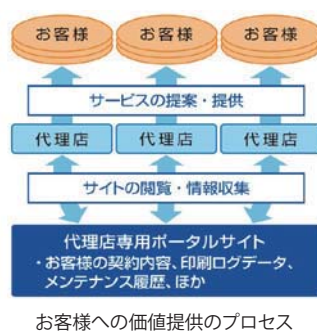 お客様 お客様 お客様
サービスの提案・提供
代理店 代理店 代理店
サイトの閲覧・情報収集
代理店専用ポータルサイト
・お客様の契約内容、印刷ログデータ、
メンテナンス履歴、ほか
お客様への価値提供のプロセス